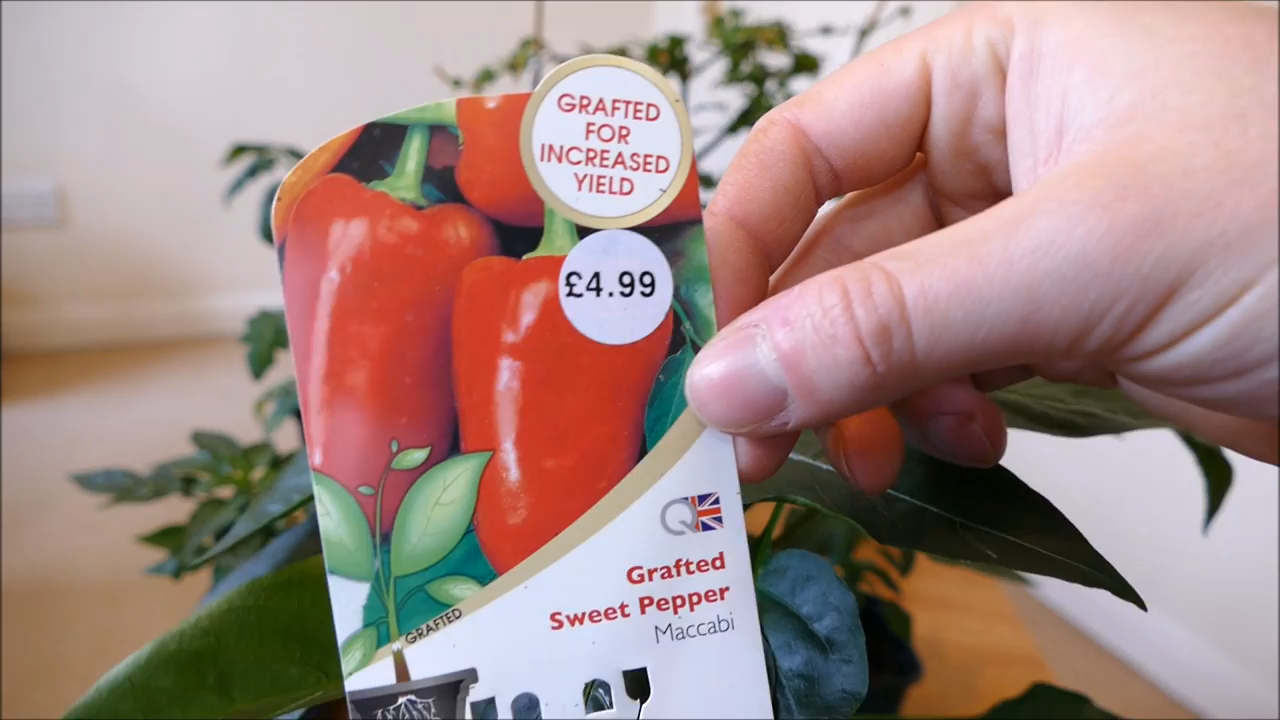 GRAFTED
FOR
INCREASED
YIELD
£4.99
Q
Grafted
Sweet Pepper
Maccabi
GRAFTED